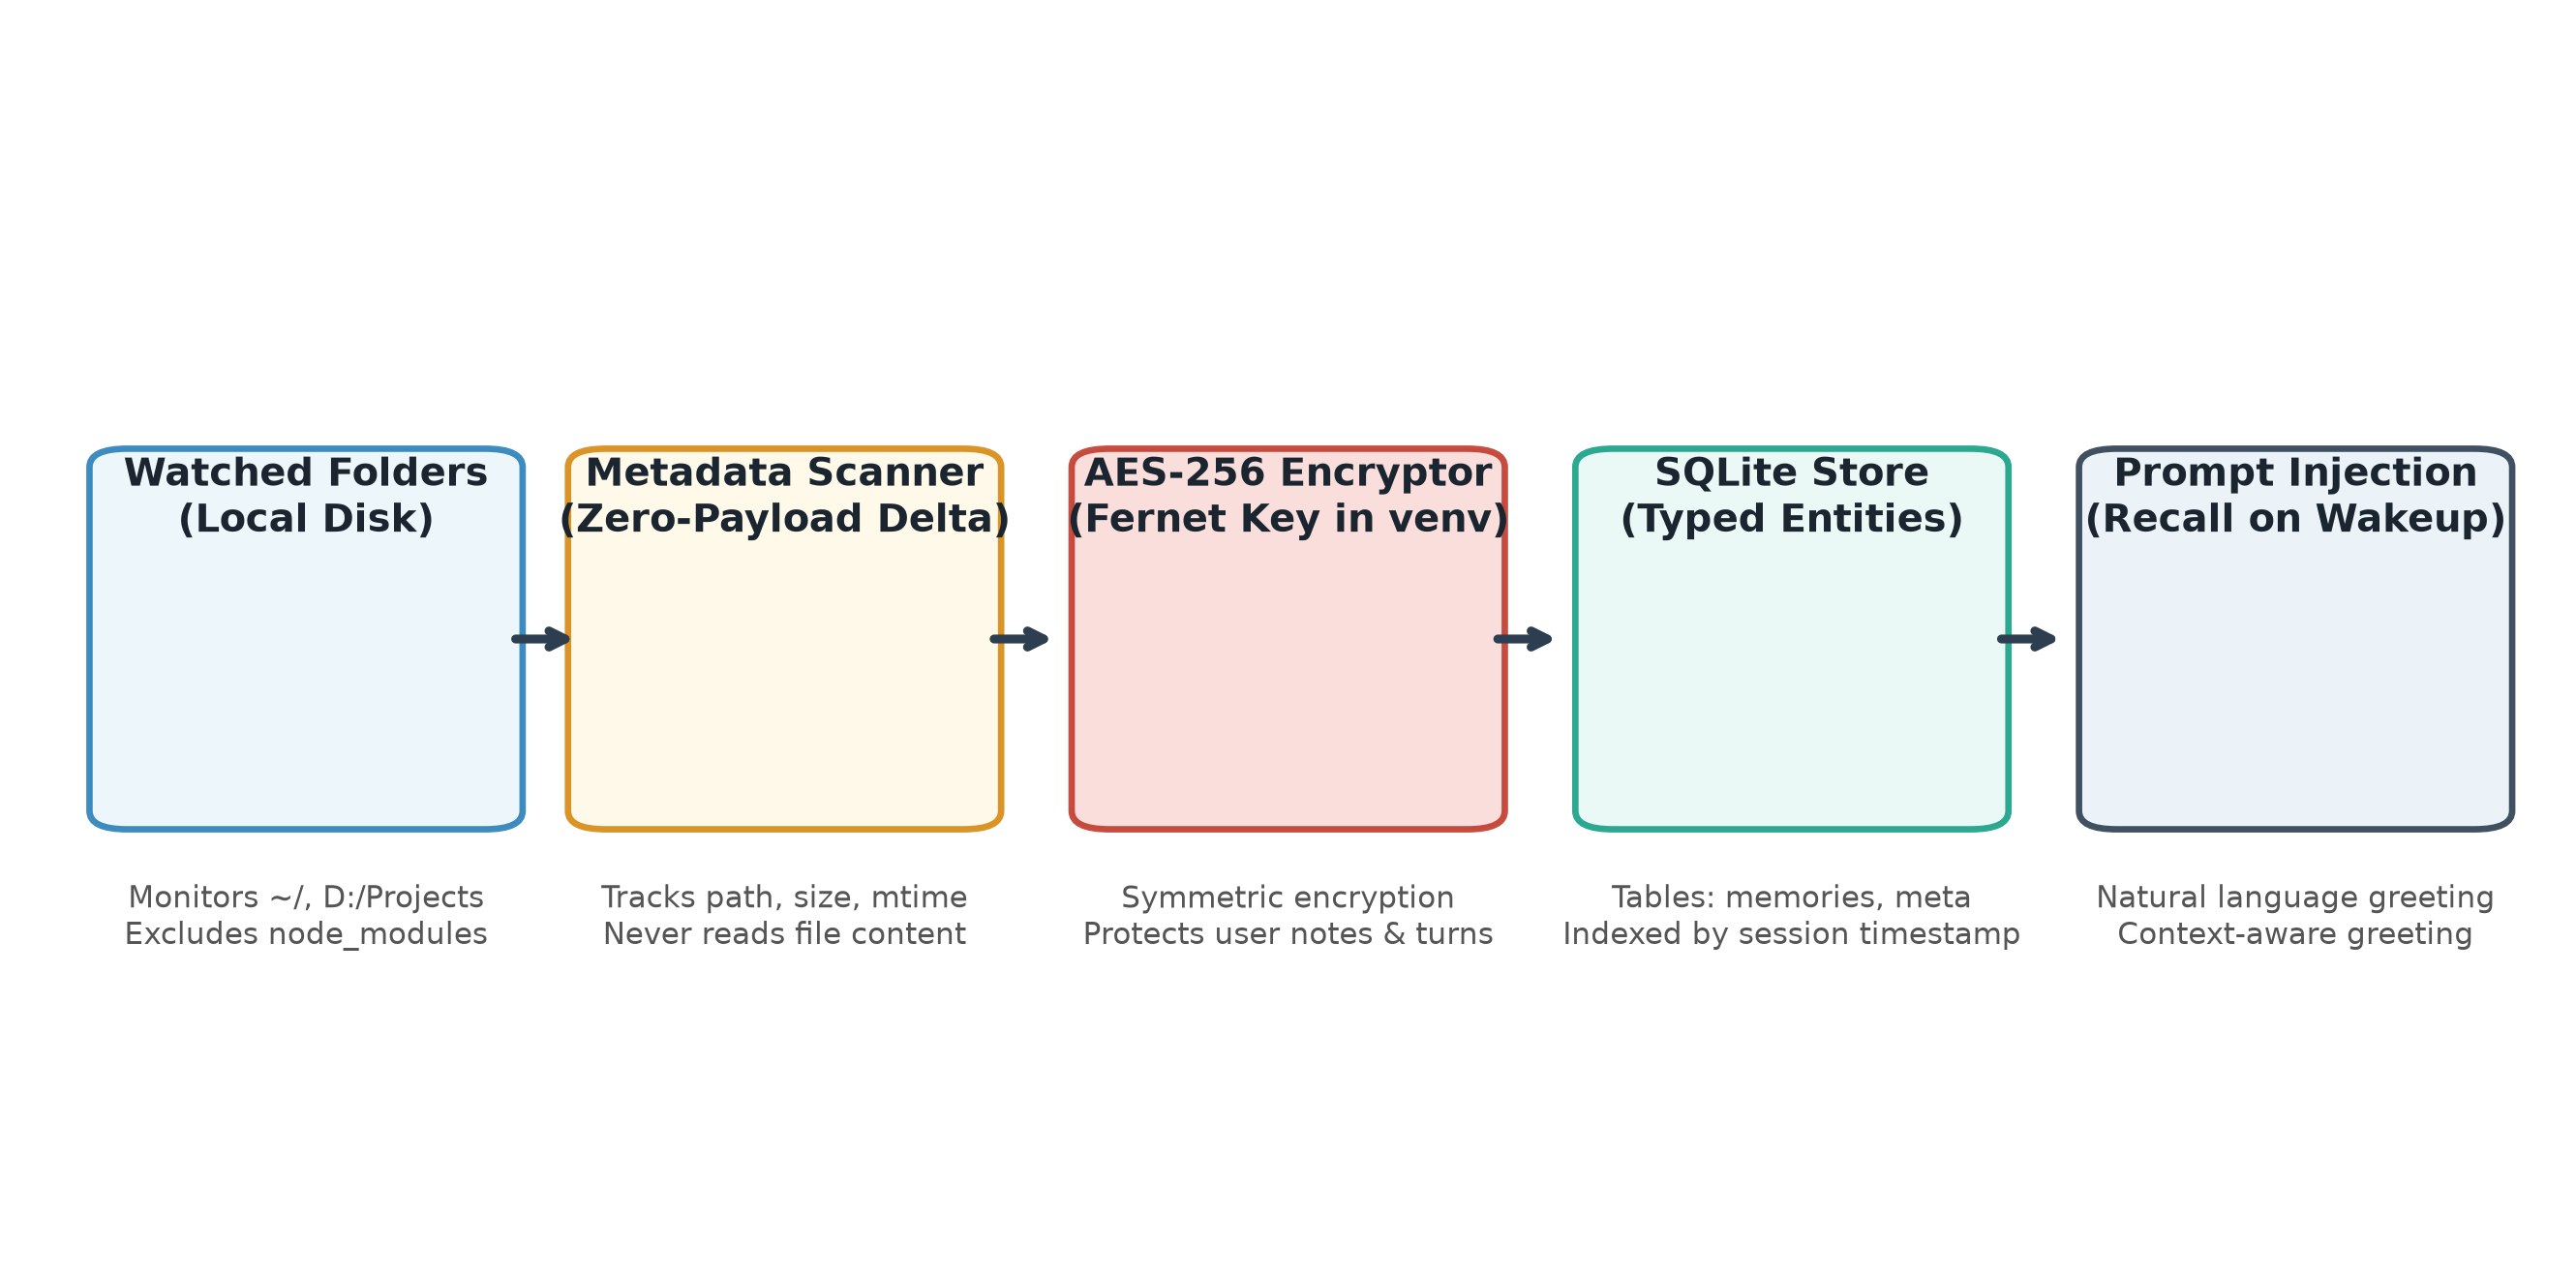 Watched Folders
(Local Disk)
Metadata Scanner
(Zero-Payload Delta)
AES-256 Encryptor
(Fernet Key in venv)
SQLite Store
(Typed Entities)
Prompt Injection
(Recall on Wakeup)
Monitors ~/, D:/Projects
Excludes node_modules
Tracks path, size, mtime
Never reads file content
Symmetric encryption
Protects user notes & turns
Tables: memories, meta
Indexed by session timestamp
Natural language greeting
Context-aware greeting